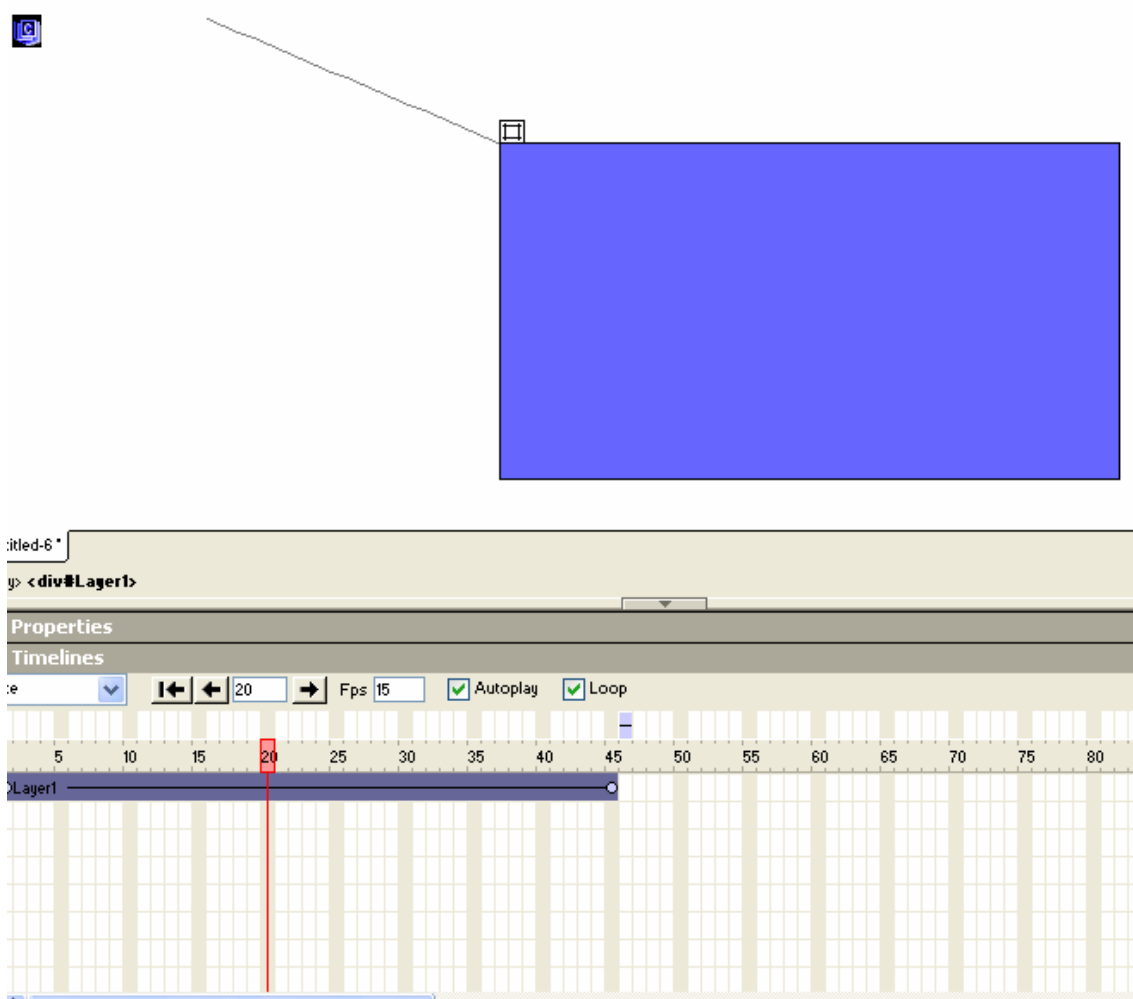 C
titled-6*
y> <div#Layer1>
Properties
Timelines
20 Fps 15 Autoplay Loop
5 10 15 20 25 30 35 40 45 50 55 60 65 70 75 80
Layer1